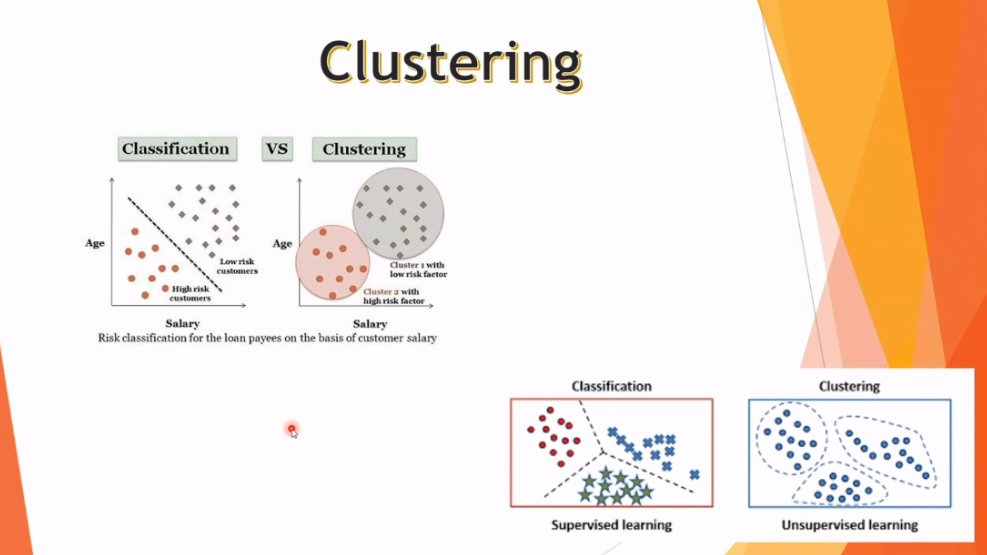 Clustering
Classification VS Clustering
Age
Low risk
customers
High risk
customers
Salary
Age
Cluster 1 with
low risk factor
Cluster 2 with
high risk factor
Salary
Risk classification for the loan payees on the basis of customer salary
Classification
Supervised learning
Clustering
Unsupervised learning